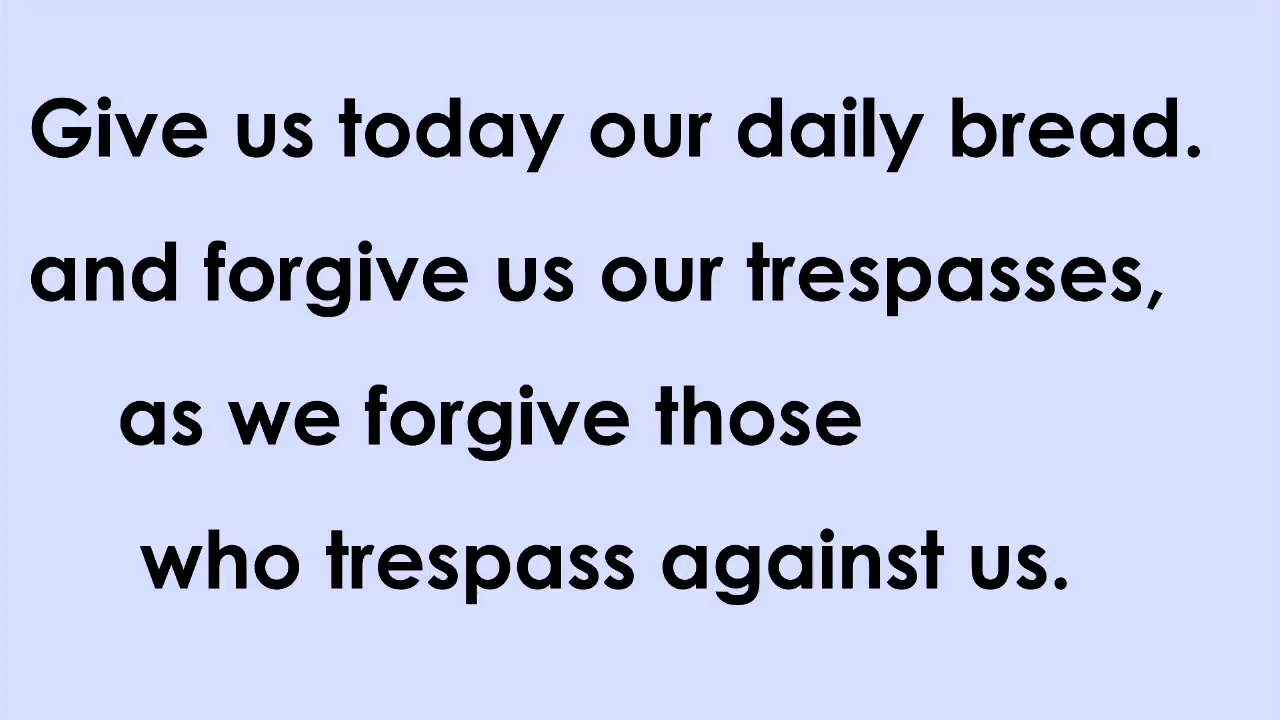 Give us today our daily bread.
and forgive us our trespasses,
as we forgive those
who trespass against us.